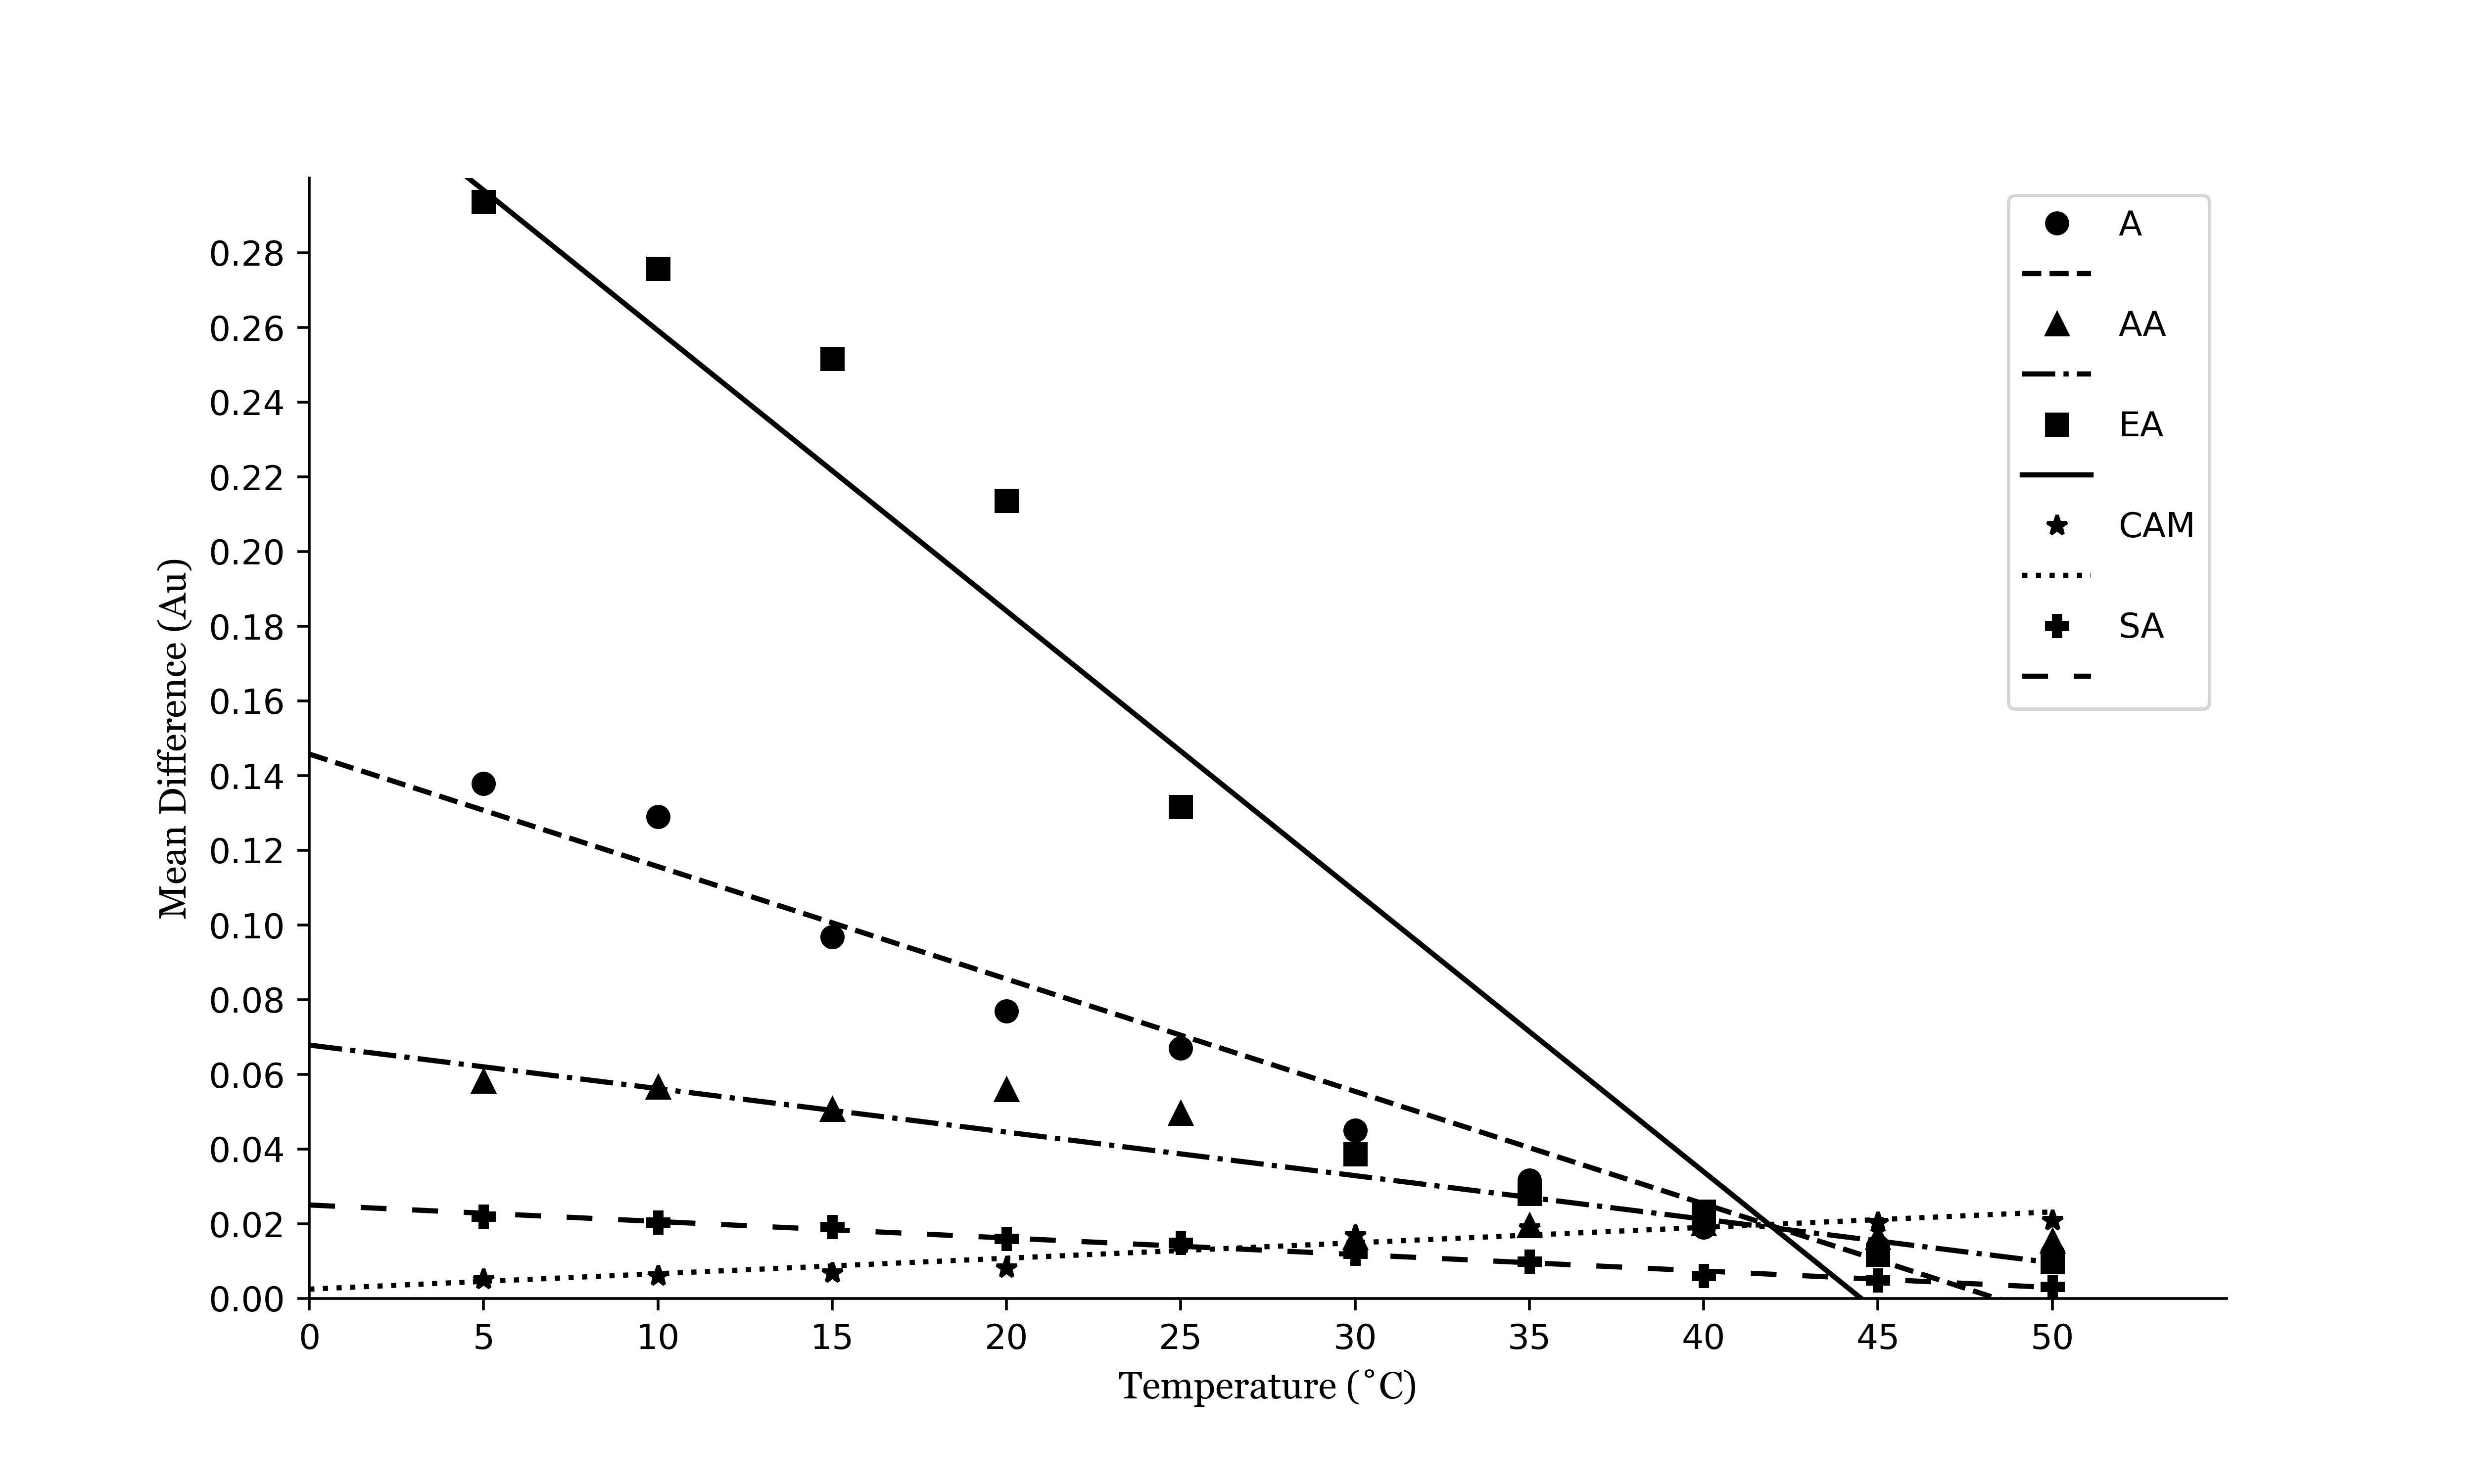 0.28
0.26
0.24
0.22
0.20
0.18
0.16
0.14
0.12
0.10
0.08
0.06
0.04
0.02
0.00
Mean Difference (Au)
0 5 10 15 20 25 30 35 40 45 50
Temperature (°C)
A
AA
EA
CAM
SA